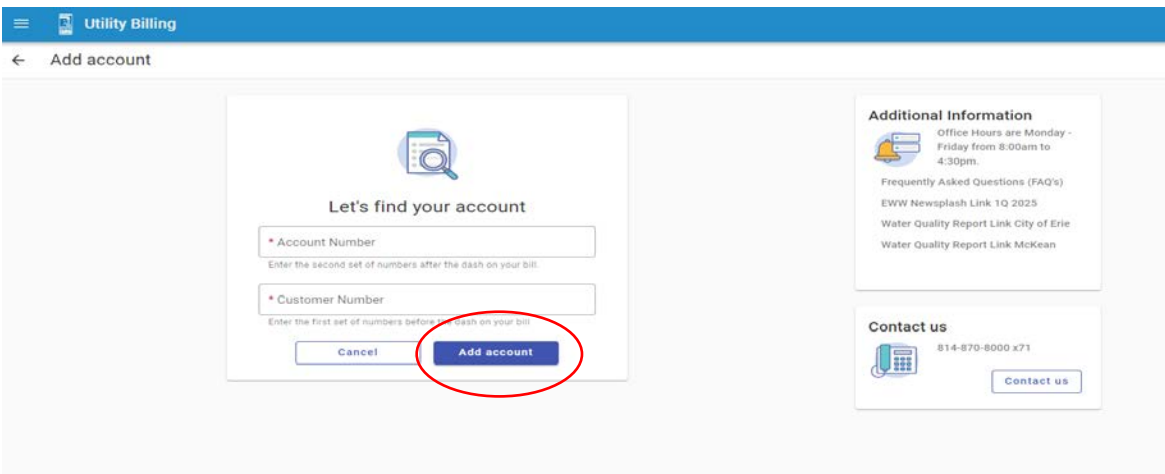 Utility Billing
Add account
Let's find your account
* Account Number
Enter the second set of numbers after the dash on your bill.
* Customer Number
Enter the first set of numbers before the dash on your bill
Cancel
Add account
Additional Information
Office Hours are Monday -
Friday from 8:00am to
4:30pm.
Frequently Asked Questions (FAQ's)
EWW Newsplash Link 1Q 2025
Water Quality Report Link City of Erie
Water Quality Report Link McKean
Contact us
814-870-8000 x71
Contact us